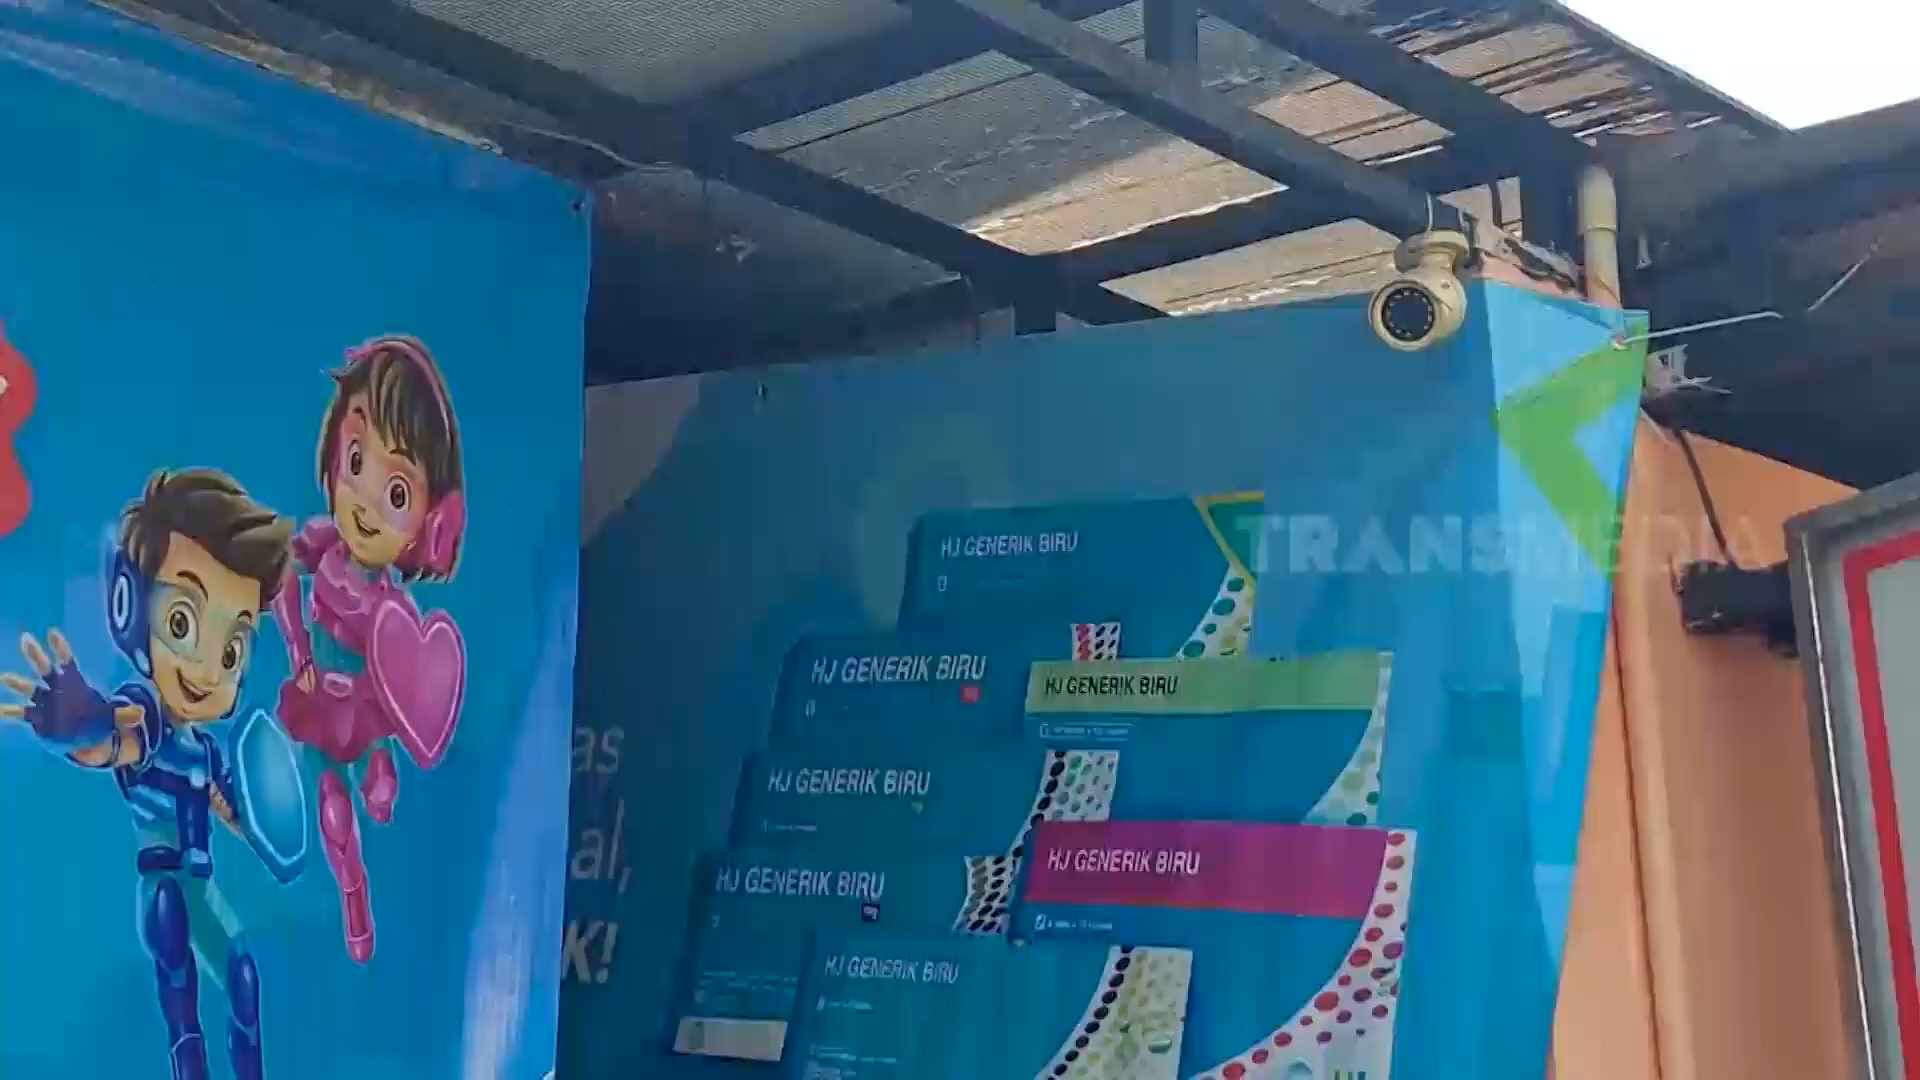 HJ GENERIK BIRU
TRANSMEDIA
HJ GENERIK BIRU
HJ GENERIK BIRU
HJ GENERIK BIRU
as
HJ GENERIK BIRU
al,
HJ GENERIK BIRU
K!
HJ GENERIK BIRU